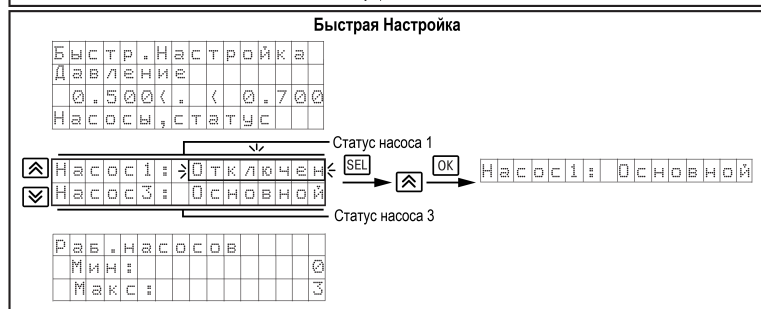 Быстрая Настройка
Быстр.Настройка
Давление
0.500<. < 0.700
Насосы,статус
Статус насоса 1
Насос1: Отключен SEL OK Насос1: Основной
Насос3: Основной
Статус насоса 3
Раб.насосов
Мин: 0
Макс: 3